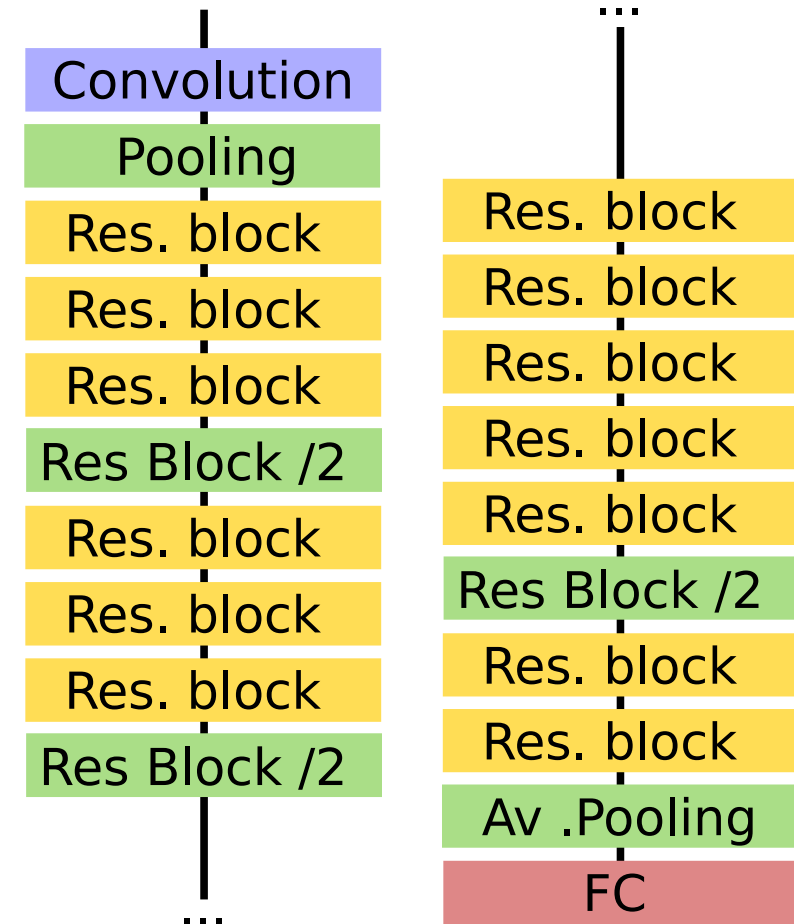 Convolution
Pooling
Res. block
Res. block
Res. block
Res Block /2
Res. block
Res. block
Res. block
Res Block /2
...
...
Res. block
Res. block
Res. block
Res. block
Res. block
Res Block /2
Res. block
Res. block
Av .Pooling
FC